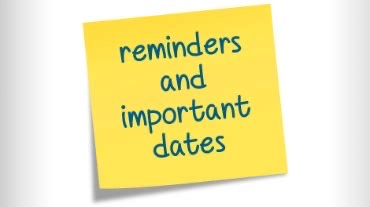 reminders
and
important
dates